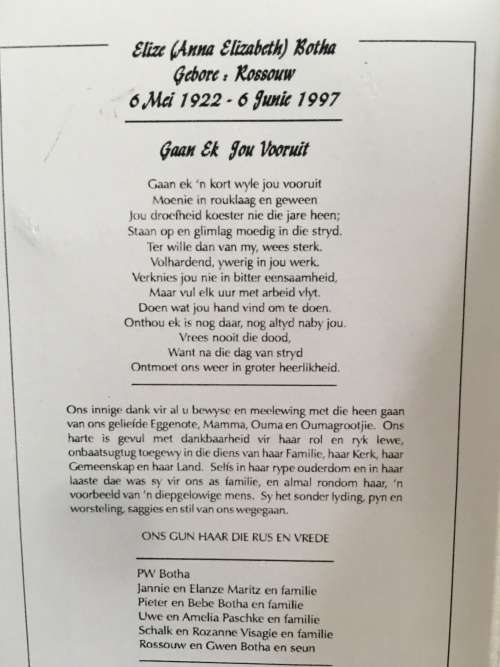 Elize (Anna Elizabeth) Botha
Gebore : Rossouw
6 Mei 1922 - 6 Junie 1997
Gaan Ek Jou Vooruit
Gaan ek 'n kort wyle jou vooruit
Moenie in rouklaag en geween
Jou droefheid koester nie die jare heen;
Staan op en glimlag moedig in die stryd.
Ter wille dan van my, wees sterk.
Volhardend, ywerig in jou werk.
Verknies jou nie in bitter eensaamheid,
Maar vul elk uur met arbeid vlyt.
Doen wat jou hand vind om te doen.
Onthou ek is nog daar, nog altyd naby jou.
Vrees nooit die dood,
Want na die dag van stryd
Ontmoet ons weer in groter heerlikheid.
Ons innige dank vir al u bewyse en meelewing met die heen gaan
van ons geliefde Eggenote, Mamma, Ouma en Oumagrootjie. Ons
harte is gevul met dankbaarheid vir haar rol en ryk lewe,
onbaatsugtug toegewy in die diens van haar Familie, haar Kerk, haar
Gemeenskap en haar Land. Selfs in haar rype ouderdom en in haar
laaste dae was sy vir ons as familie, en almal rondom haar, 'n
voorbeeld van 'n diepgelowige mens. Sy het sonder lyding, pyn en
worsteling, saggies en stil van ons wegegaan.
ONS GUN HAAR DIE RUS EN VREDE
PW Botha
Jannie en Elanze Maritz en familie
Pieter en Bebe Botha en familie
Uwe en Amelia Paschke en familie
Schalk en Rozanne Visagie en familie
Rossouw en Gwen Botha en seun